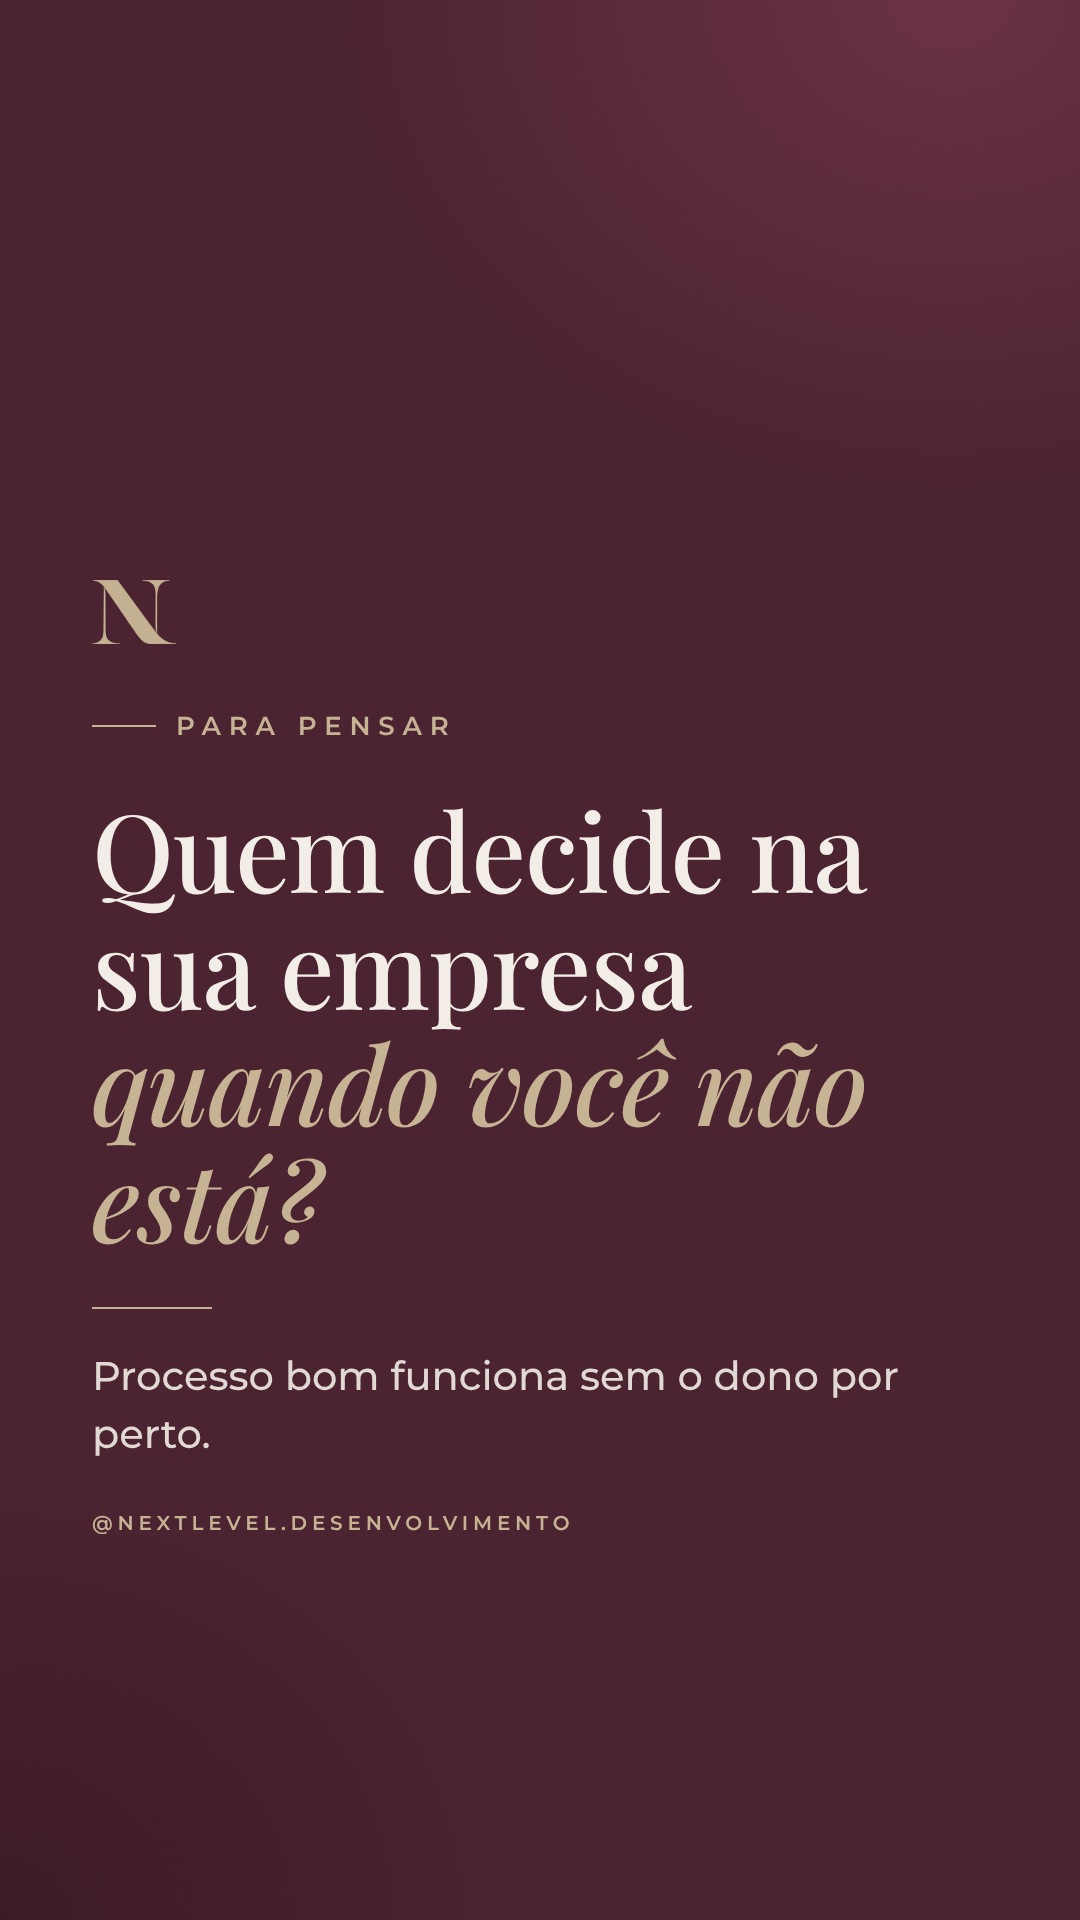 N
PARA PENSAR
Quem decide na
sua empresa
quando você não
está?
Processo bom funciona sem o dono por
perto.
@NEXTLEVEL.DESENVOLVIMENTO